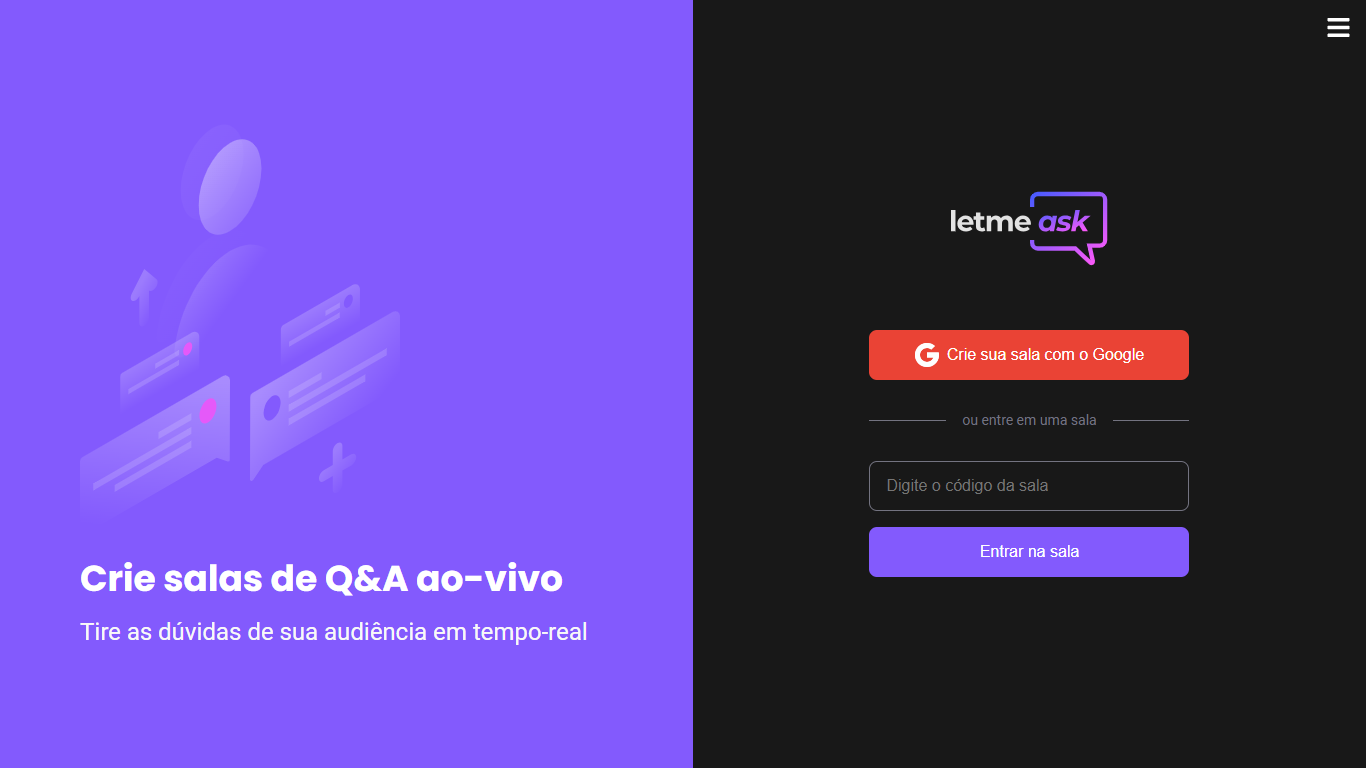 Crie salas de Q&A ao-vivo
Tire as dúvidas de sua audiência em tempo-real
letme ask
Crie sua sala com o Google
ou entre em uma sala
Digite o código da sala
Entrar na sala